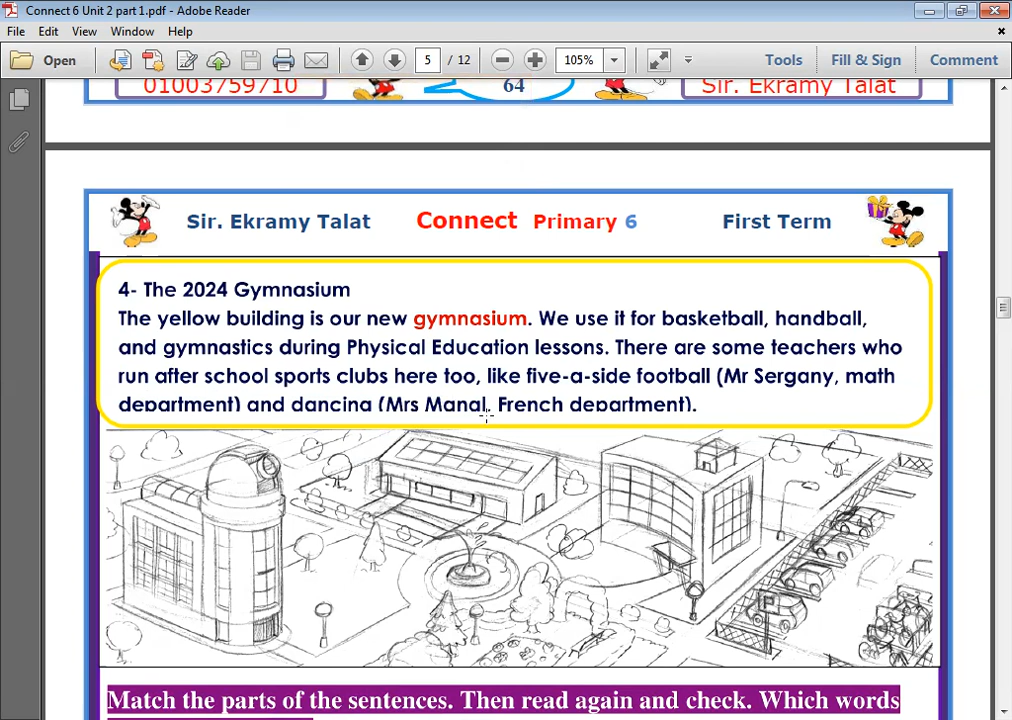 Connect 6 Unit 2 part 1.pdf - Adobe Reader
File Edit View Window Help
Open 5 / 12 105% Tools Fill & Sign Comment
01003759710 64 Sir. Ekramy Talat
Sir. Ekramy Talat Connect Primary 6 First Term
4- The 2024 Gymnasium
The yellow building is our new gymnasium. We use it for basketball, handball,
and gymnastics during Physical Education lessons. There are some teachers who
run after school sports clubs here too, like five-a-side football (Mr Sergany, math
department) and dancing (Mrs Manal, French department).
Match the parts of the sentences. Then read again and check. Which words